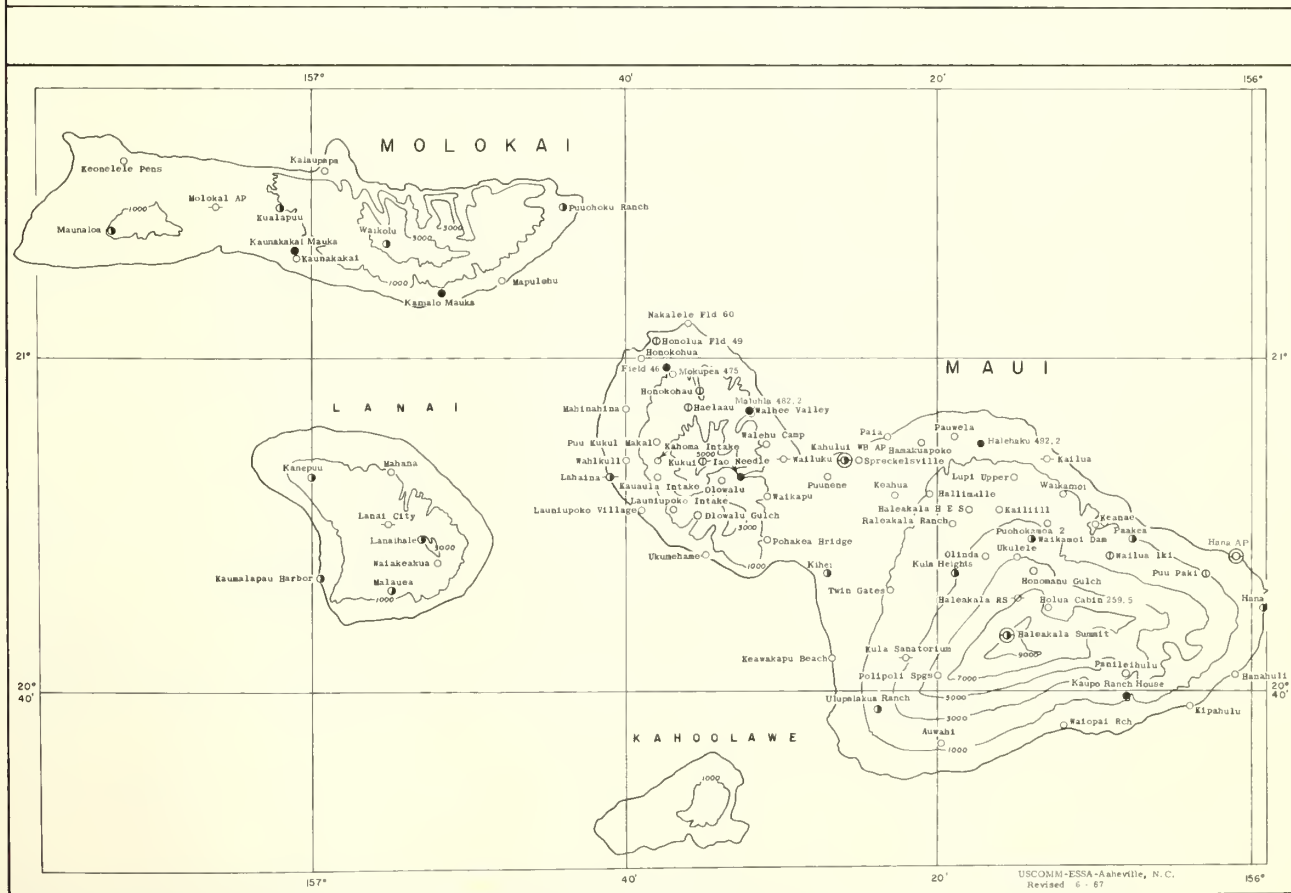 157° 40' 20' 156°
MOLOKAI
Keonelele Pens
Kalaupapa
Molokai AP
1000
Kualapuu
Maunaloa
Waikolu
3000
Puuohoku Ranch
Kaunakakai Mauka
Kaunakakai
1000
Mapulehu
Kamalo Mauka
Nakalele Fld 60
21° 21°
Honolua Fld 49
Honokohua
Field 46
Mokupea 475
MAUI
Honokohau
LANAI
Mahinahina
Haelaau
Maluhia 482.2
Waihee Valley
Puu Kukui Makai
Kahoma Intake
5000
Waiehu Camp
Kahului WB AP
Paia
Pauwela
Hamakuapoko
Halehaku 492.2
Wahikuli
Kukui
Iao Needle
Wailuku
Spreckelsville
Kailua
Kanepuu
Mahana
Lahaina
Kauaula Intake
Olowalu
Puunene
Keahua
Lupi Upper
Waikamoi
Launiupoko Intake
Waikapu
Haliimaile
Launiupoko Village
Olowalu Gulch
Haleakala H E S
Kailiili
Lanai City
3000
Haleakala Ranch
Puohokamoa 2
Keanae
Lanaihale
3000
Pohakea Bridge
Waikamoi Dam
Paakea
Hana AP
Ukumehame
1000
Olinda
Ukulele
Wailua Iki
Waiakeakua
Kihei
Kula Heights
Honomanu Gulch
Puu Paki
Kaumalapau Harbor
Malauea
1000
Twin Gates
Haleakala RS
Holua Cabin 259.5
Hana
Haleakala Summit
9000
Keawakapu Beach
Kula Sanatorium
Polipoli Spgs
7000
Panileihulu
Hanahuli
20° 40' 20° 40'
Ulupalakua Ranch
5000
Kaupo Ranch House
3000
Kipahulu
KAHOOLAWE
Auwahi
1000
Waiopai Rch
1000
157° 40' 20' 156°
USCOMM-ESSA-Asheville, N.C.
Revised 6 - 67